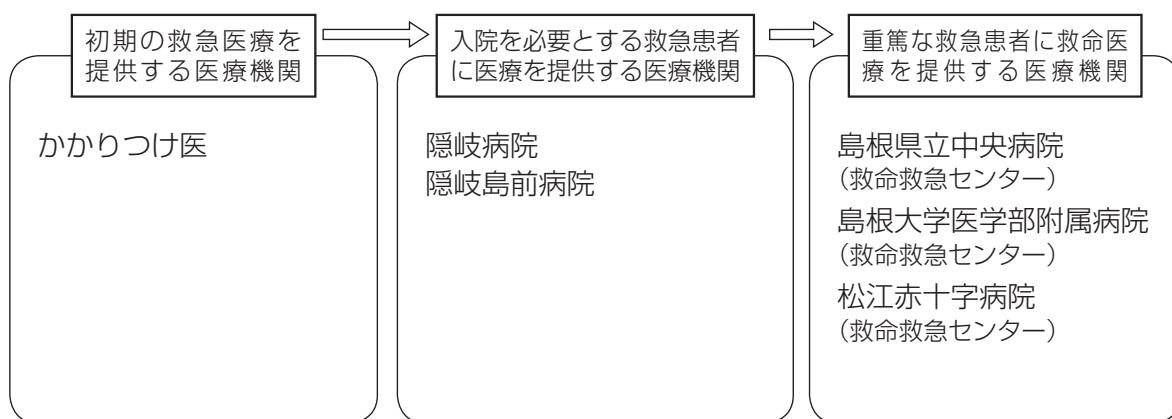 初期の救急医療を
提供する医療機関
かかりつけ医
入院を必要とする救急患者
に医療を提供する医療機関
隠岐病院
隠岐島前病院
重篤な救急患者に救命医
療を提供する医療機関
島根県立中央病院
（救命救急センター）
島根大学医学部附属病院
（救命救急センター）
松江赤十字病院
（救命救急センター）